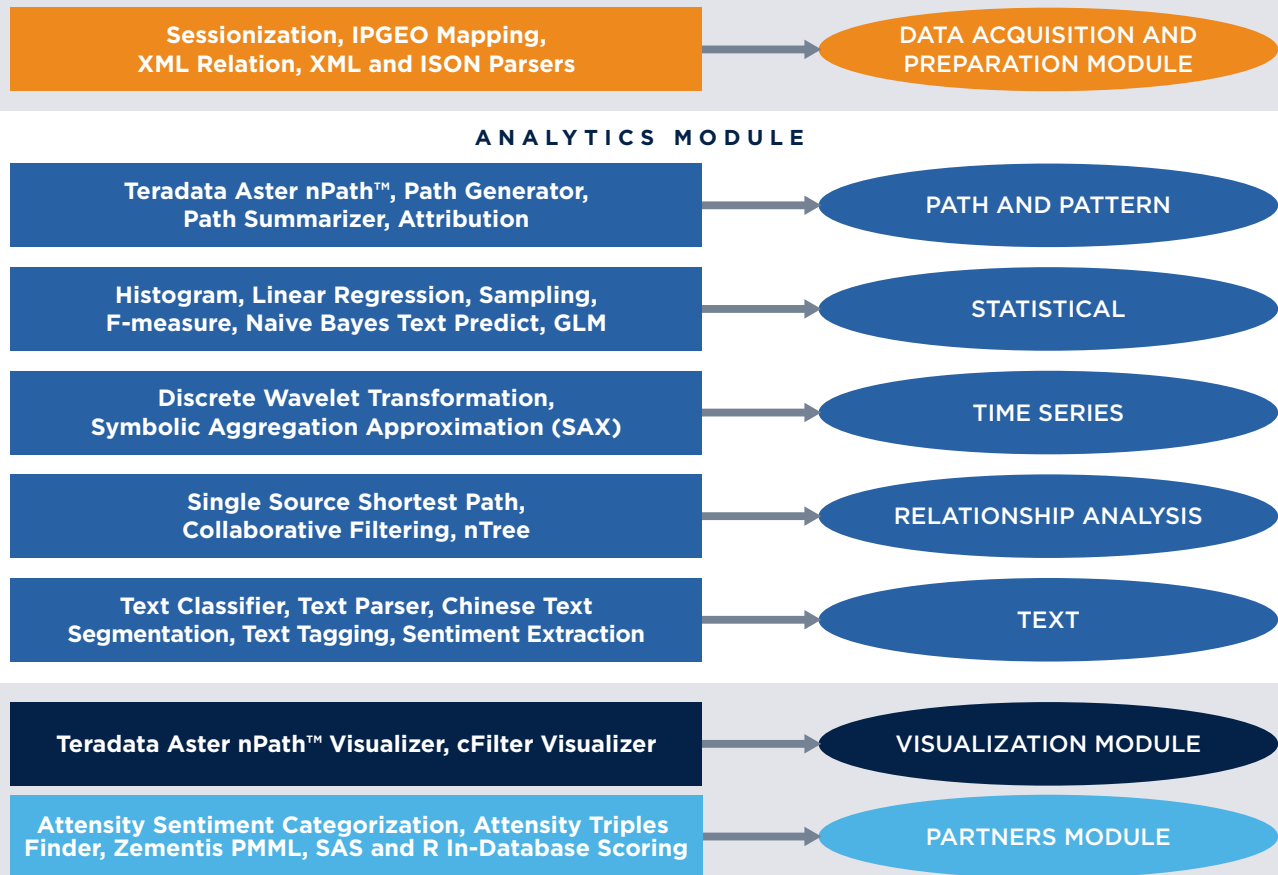 Sessionization, IPGEO Mapping,
XML Relation, XML and ISON Parsers
DATA ACQUISITION AND
PREPARATION MODULE
ANALYTICS MODULE
Teradata Aster nPath™, Path Generator,
Path Summarizer, Attribution
PATH AND PATTERN
Histogram, Linear Regression, Sampling,
F-measure, Naive Bayes Text Predict, GLM
STATISTICAL
Discrete Wavelet Transformation,
Symbolic Aggregation Approximation (SAX)
TIME SERIES
Single Source Shortest Path,
Collaborative Filtering, nTree
RELATIONSHIP ANALYSIS
Text Classifier, Text Parser, Chinese Text
Segmentation, Text Tagging, Sentiment Extraction
TEXT
Teradata Aster nPath™ Visualizer, cFilter Visualizer
VISUALIZATION MODULE
Attensity Sentiment Categorization, Attensity Triples
Finder, Zementis PMML, SAS and R In-Database Scoring
PARTNERS MODULE